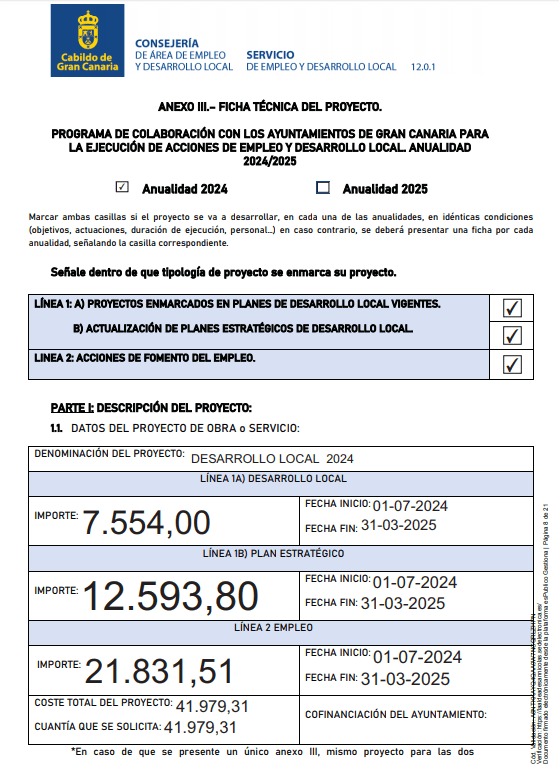 Cabildo de
Gran Canaria
CONSEJERÍA
DE ÁREA DE EMPLEO
Y DESARROLLO LOCAL
SERVICIO
DE EMPLEO Y DESARROLLO LOCAL 12.0.1
ANEXO III.– FICHA TÉCNICA DEL PROYECTO.
PROGRAMA DE COLABORACIÓN CON LOS AYUNTAMIENTOS DE GRAN CANARIA PARA
LA EJECUCIÓN DE ACCIONES DE EMPLEO Y DESARROLLO LOCAL. ANUALIDAD
2024/2025
☑ Anualidad 2024 ☐ Anualidad 2025
Marcar ambas casillas si el proyecto se va a desarrollar, en cada una de las anualidades, en idénticas condiciones
(objetivos, actuaciones, duración de ejecución, personal...) en caso contrario, se deberá presentar una ficha por cada
anualidad, señalando la casilla correspondiente.
Señale dentro de que tipología de proyecto se enmarca su proyecto.
LÍNEA 1: A) PROYECTOS ENMARCADOS EN PLANES DE DESARROLLO LOCAL VIGENTES. ☑
B) ACTUALIZACIÓN DE PLANES ESTRATÉGICOS DE DESARROLLO LOCAL. ☑
LINEA 2: ACCIONES DE FOMENTO DEL EMPLEO. ☑
PARTE I: DESCRIPCIÓN DEL PROYECTO:
1.1. DATOS DEL PROYECTO DE OBRA o SERVICIO:
DENOMINACIÓN DEL PROYECTO: DESARROLLO LOCAL 2024
LÍNEA 1A) DESARROLLO LOCAL
IMPORTE: 7.554,00
FECHA INICIO: 01-07-2024
FECHA FIN: 31-03-2025
LÍNEA 1B) PLAN ESTRATÉGICO
IMPORTE: 12.593,80
FECHA INICIO: 01-07-2024
FECHA FIN: 31-03-2025
LÍNEA 2 EMPLEO
IMPORTE: 21.831,51
FECHA INICIO: 01-07-2024
FECHA FIN: 31-03-2025
COSTE TOTAL DEL PROYECTO: 41.979,31
CUANTÍA QUE SE SOLICITA: 41.979,31
COFINANCIACIÓN DEL AYUNTAMIENTO:
*En caso de que se presente un único anexo III, mismo proyecto para las dos
Documento firmado electrónicamente desde la plataforma esPublico Gestiona | Página 8 de 21